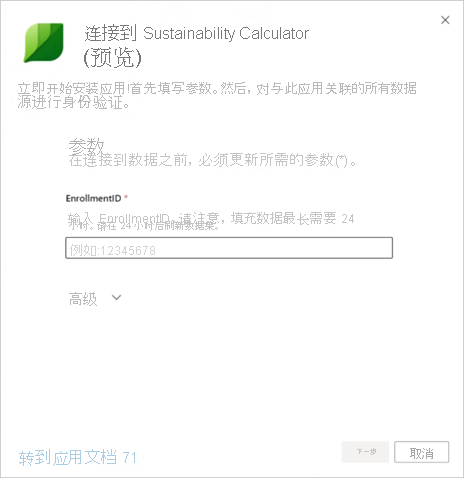 连接到 Sustainability Calculator
(预览)
立即开始安装应用!首先填写参数。然后, 对与此应用关联的所有数据
源进行身份验证。
参数
在连接到数据之前, 必须更新所需的参数(*)。
EnrollmentID *
输入 EnrollmentID。请注意, 填充数据最长需要 24
小时。请在 24 小时后刷新数据集。
例如:12345678
高级
转到应用文档 71
下一步
取消